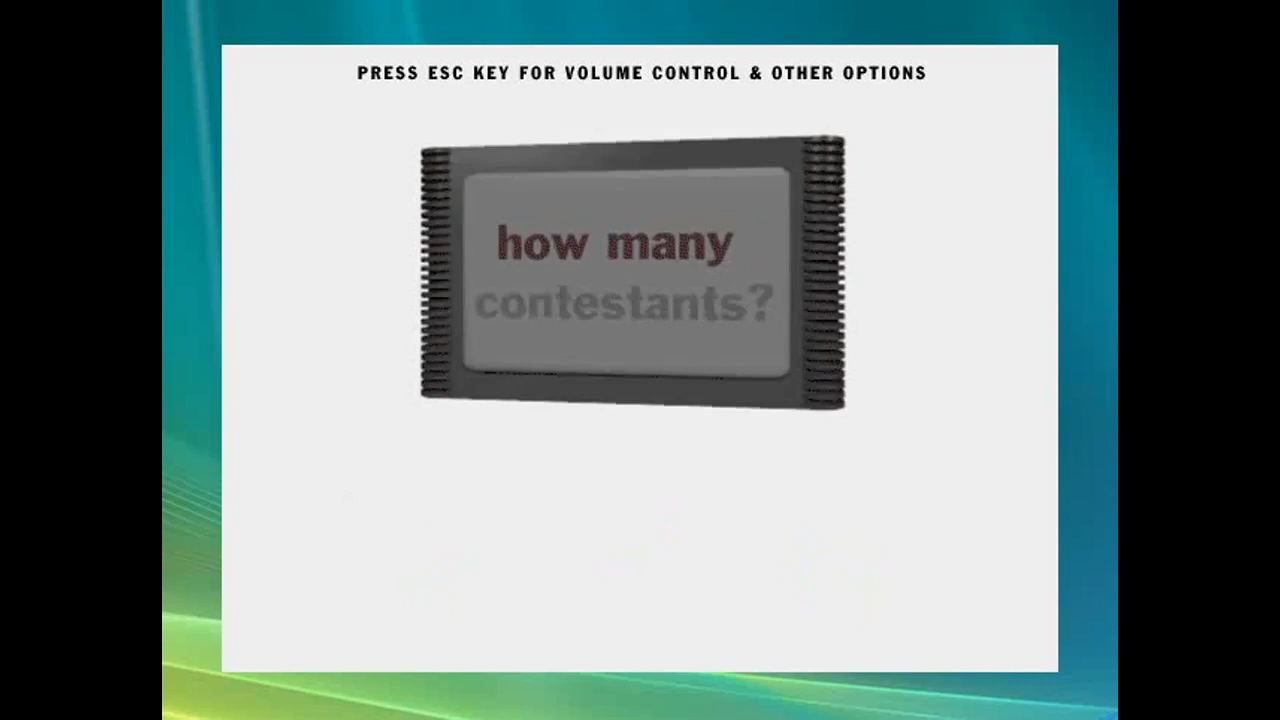 PRESS ESC KEY FOR VOLUME CONTROL & OTHER OPTIONS
how many
contestants?